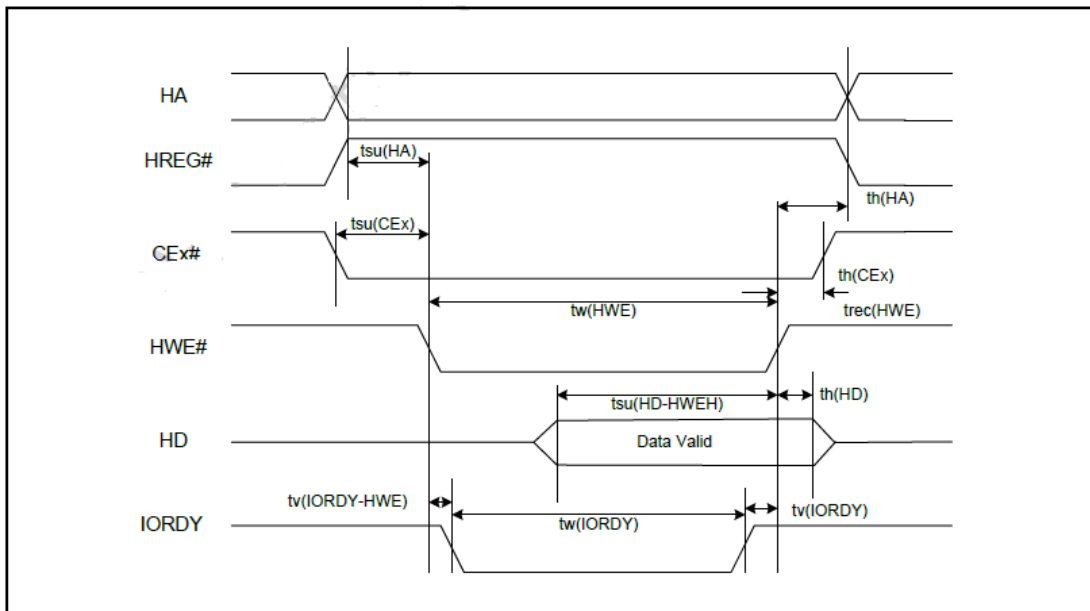 HA
HREG#
tsu(HA)
th(HA)
tsu(CEx)
CEx#
th(CEx)
tw(HWE)
trec(HWE)
HWE#
tsu(HD-HWEH)
th(HD)
HD
Data Valid
tv(IORDY-HWE)
IORDY
tw(IORDY)
tv(IORDY)